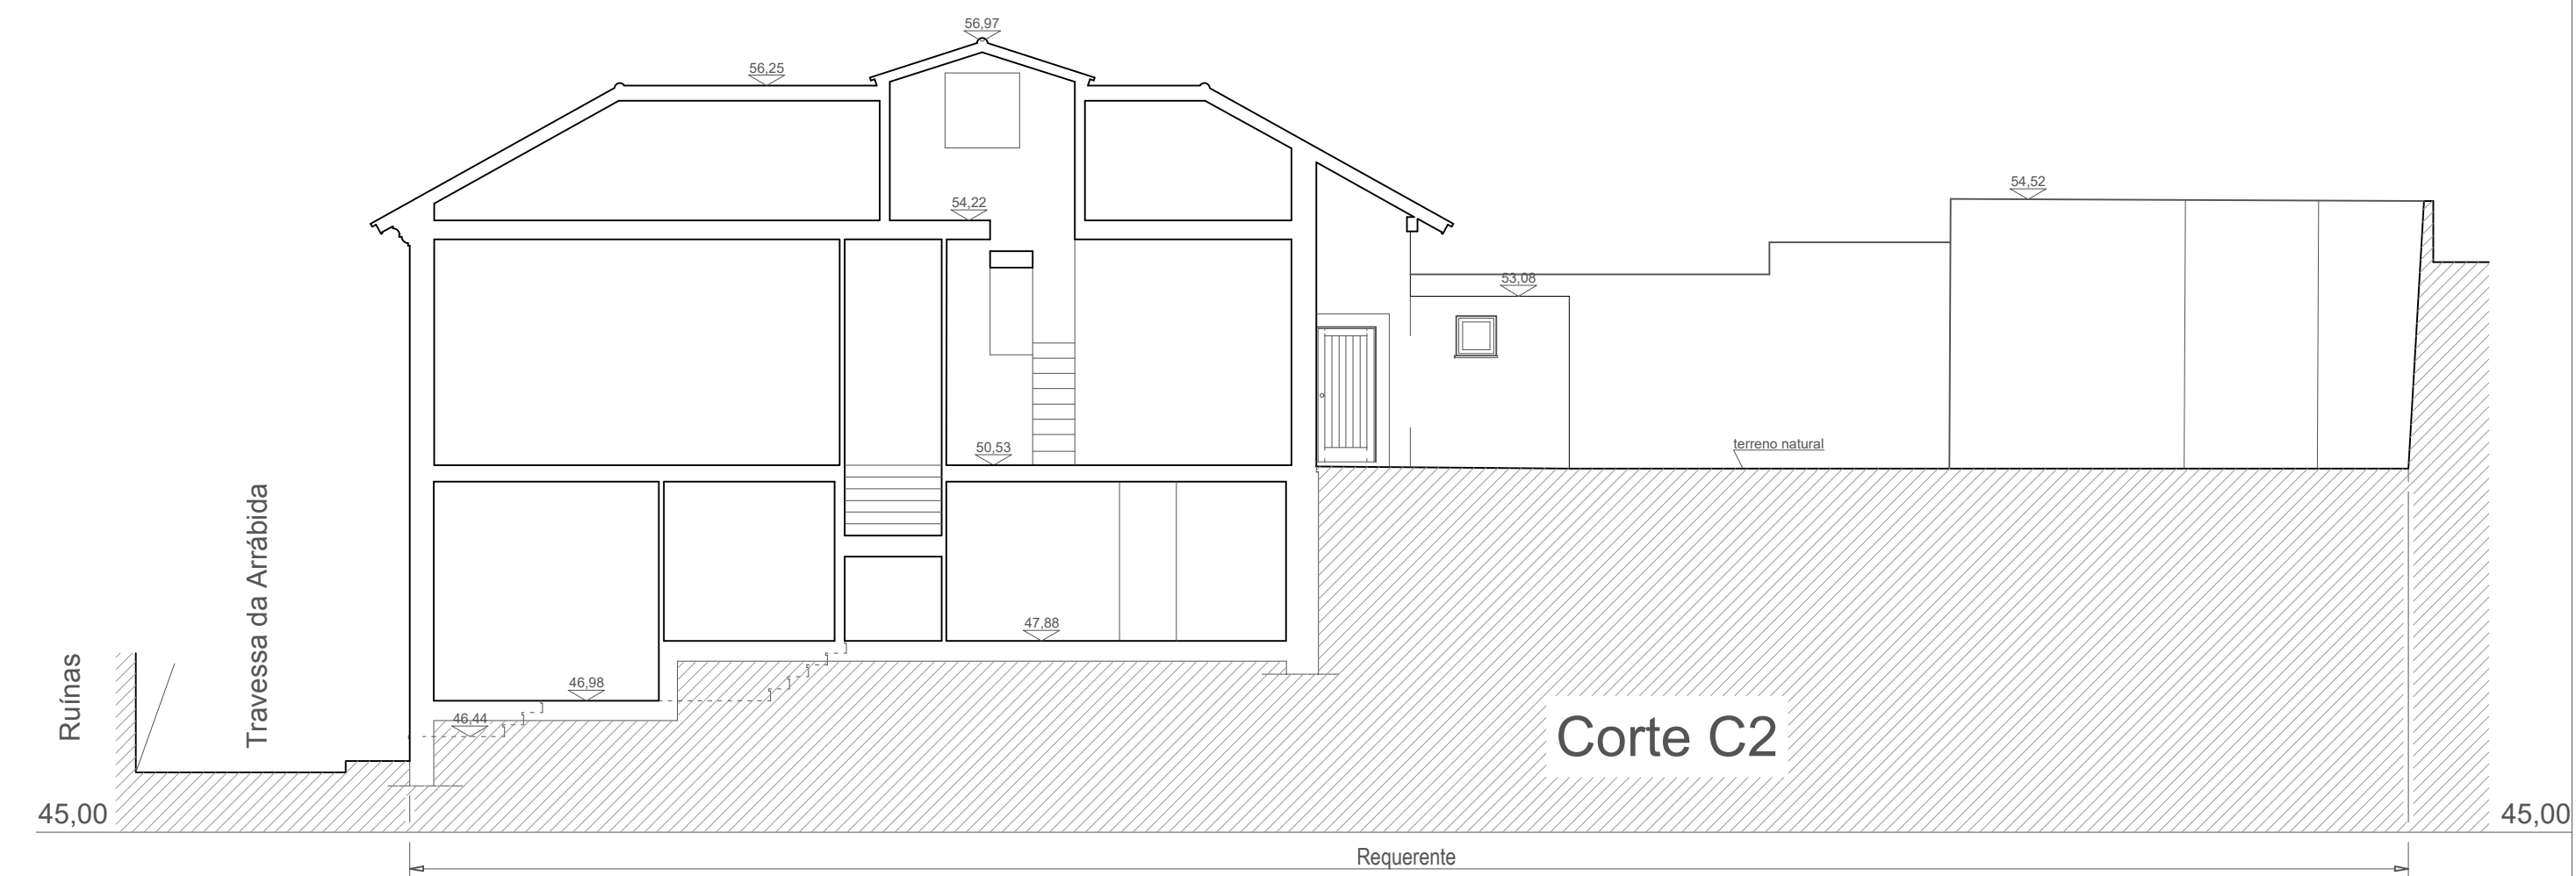 56,97
56,25
54,22
54,52
53,08
50,53
terreno natural
47,88
46,98
46,44
Ruínas
Travessa da Arrábida
Corte C2
45,00
45,00
Requerente